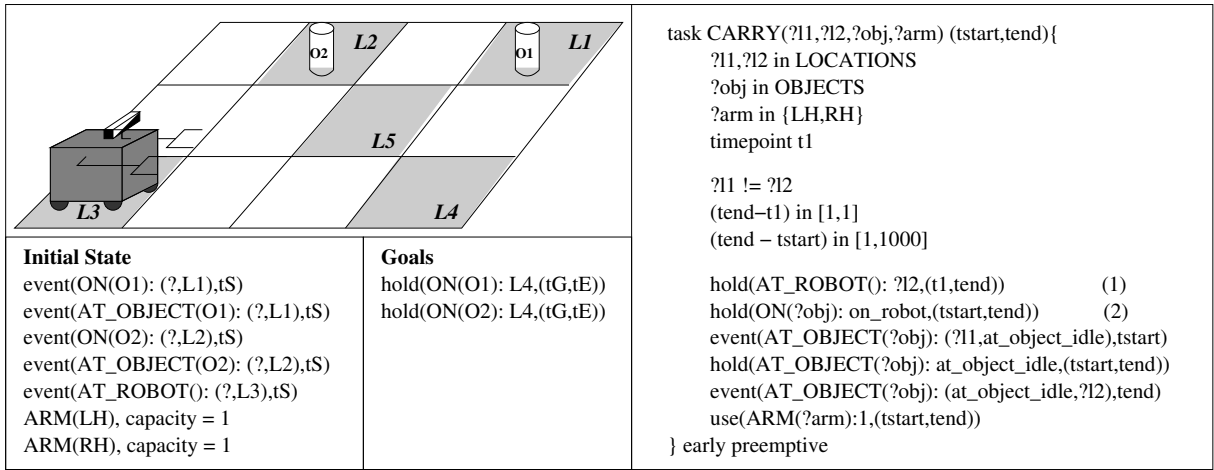 O2
L2
O1
L1
L5
L3
L4
Initial State
event(ON(O1): (?,L1),tS)
event(AT_OBJECT(O1): (?,L1),tS)
event(ON(O2): (?,L2),tS)
event(AT_OBJECT(O2): (?,L2),tS)
event(AT_ROBOT(): (?,L3),tS)
ARM(LH), capacity = 1
ARM(RH), capacity = 1
Goals
hold(ON(O1): L4,(tG,tE))
hold(ON(O2): L4,(tG,tE))
task CARRY(?l1,?l2,?obj,?arm) (tstart,tend){
?l1,?l2 in LOCATIONS
?obj in OBJECTS
?arm in {LH,RH}
timepoint t1
?l1 != ?l2
(tend−t1) in [1,1]
(tend − tstart) in [1,1000]
hold(AT_ROBOT(): ?l2,(t1,tend)) (1)
hold(ON(?obj): on_robot,(tstart,tend)) (2)
event(AT_OBJECT(?obj): (?l1,at_object_idle),tstart)
hold(AT_OBJECT(?obj): at_object_idle,(tstart,tend))
event(AT_OBJECT(?obj): (at_object_idle,?l2),tend)
use(ARM(?arm):1,(tstart,tend))
} early preemptive